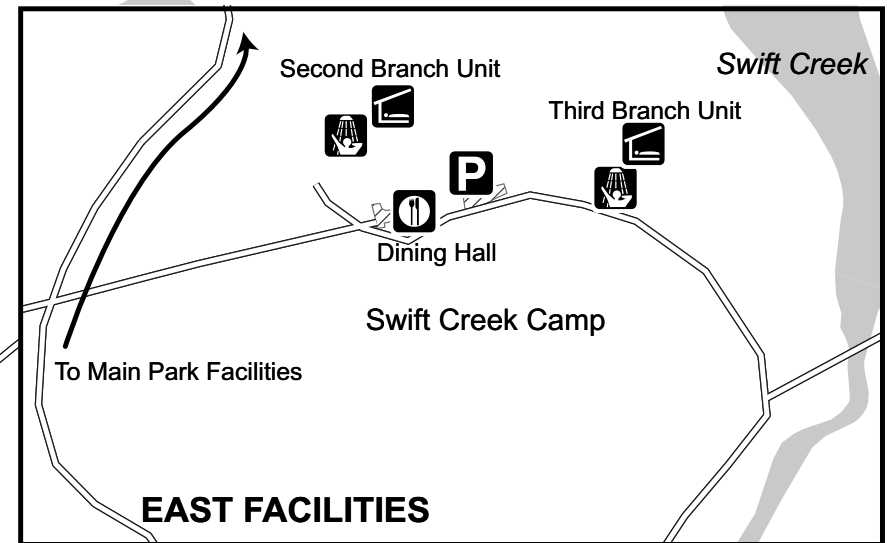 Second Branch Unit
Swift Creek
Third Branch Unit
P
Dining Hall
Swift Creek Camp
To Main Park Facilities
EAST FACILITIES